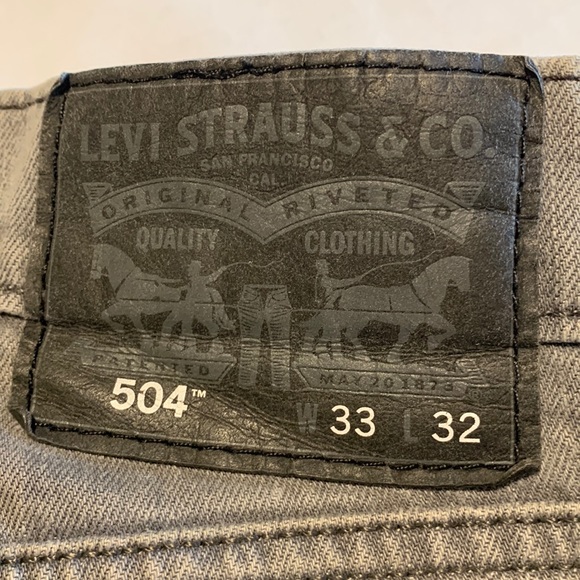 LEVI STRAUSS & CO.
SAN FRANCISCO
CAL
ORIGINAL RIVETED
QUALITY CLOTHING
PATENTED MAY 20 1873
504™ W 33 L 32